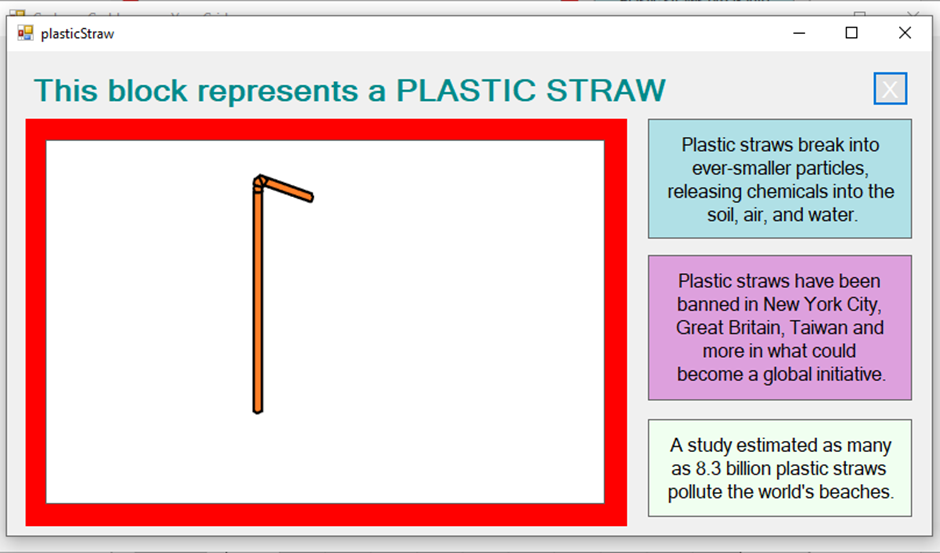 plasticStraw
This block represents a PLASTIC STRAW
X
Plastic straws break into
ever-smaller particles,
releasing chemicals into the
soil, air, and water.
Plastic straws have been
banned in New York City,
Great Britain, Taiwan and
more in what could
become a global initiative.
A study estimated as many
as 8.3 billion plastic straws
pollute the world's beaches.